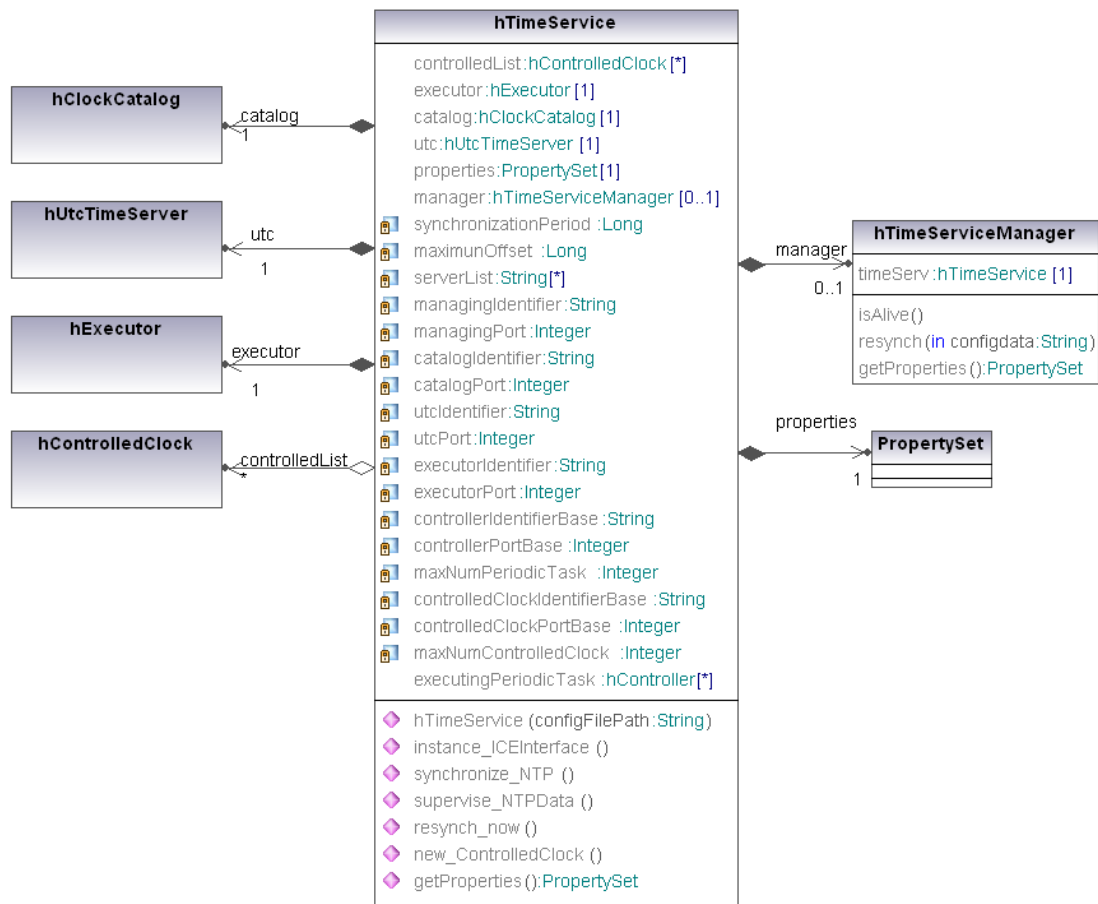 hTimeService
controlledList:hControlledClock[*]
executor:hExecutor[1]
catalog:hClockCatalog[1]
utc:hUtcTimeServer [1]
properties:PropertySet[1]
manager:hTimeServiceManager [0..1]
synchronizationPeriod :Long
maximunOffset :Long
serverList:String[*]
managingIdentifier:String
managingPort:Integer
catalogIdentifier:String
catalogPort:Integer
utcIdentifier:String
utcPort:Integer
executorIdentifier:String
executorPort:Integer
controllerIdentifierBase:String
controllerPortBase :Integer
maxNumPeriodicTask :Integer
controlledClockIdentifierBase :String
controlledClockPortBase :Integer
maxNumControlledClock :Integer
executingPeriodicTask :hController[*]
hTimeService (configFilePath:String)
instance_ICEInterface ()
synchronize_NTP ()
supervise_NTPData ()
resynch_now()
new_ControlledClock ()
getProperties():PropertySet
hClockCatalog
catalog
1
hUtcTimeServer
utc
1
hExecutor
executor
1
hControlledClock
controlledList
*
manager
0..1
hTimeServiceManager
timeServ:hTimeService [1]
isAlive()
resynch(in configdata:String)
getProperties():PropertySet
properties
1
PropertySet